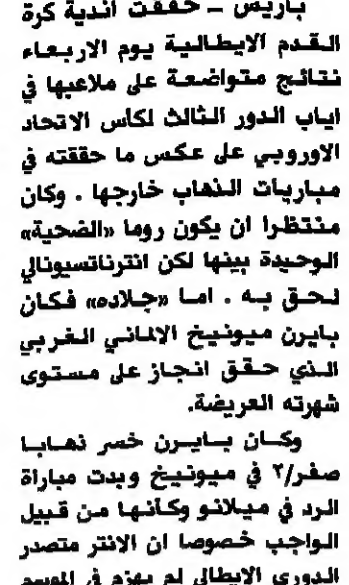 باريس – حققت اندية كرة
القدم الايطالية يوم الاربعاء
نتائج متواضعة على ملاعبها في
اياب الدور الثالث لكأس الاتحاد
الاوروبي على عكس ما حققته في
مباريات الذهاب خارجها . وكان
منتظرا ان يكون روما «الضحية»
الوحيدة بينها لكن انترناتسيونالي
لحق به . اما «جلاده» فكان
بايرن ميونيخ الالماني الغربي
الذي حقق انجاز على مستوى
شهرته العريضة.
وكان بايرن خسر ذهابا
صفر/٢ في ميونيخ وبدت مباراة
الرد في ميلانو وكأنها من قبيل
الواجب خصوصا ان الانتر متصدر
الدوري الايطالي لم يهزم في الموسم